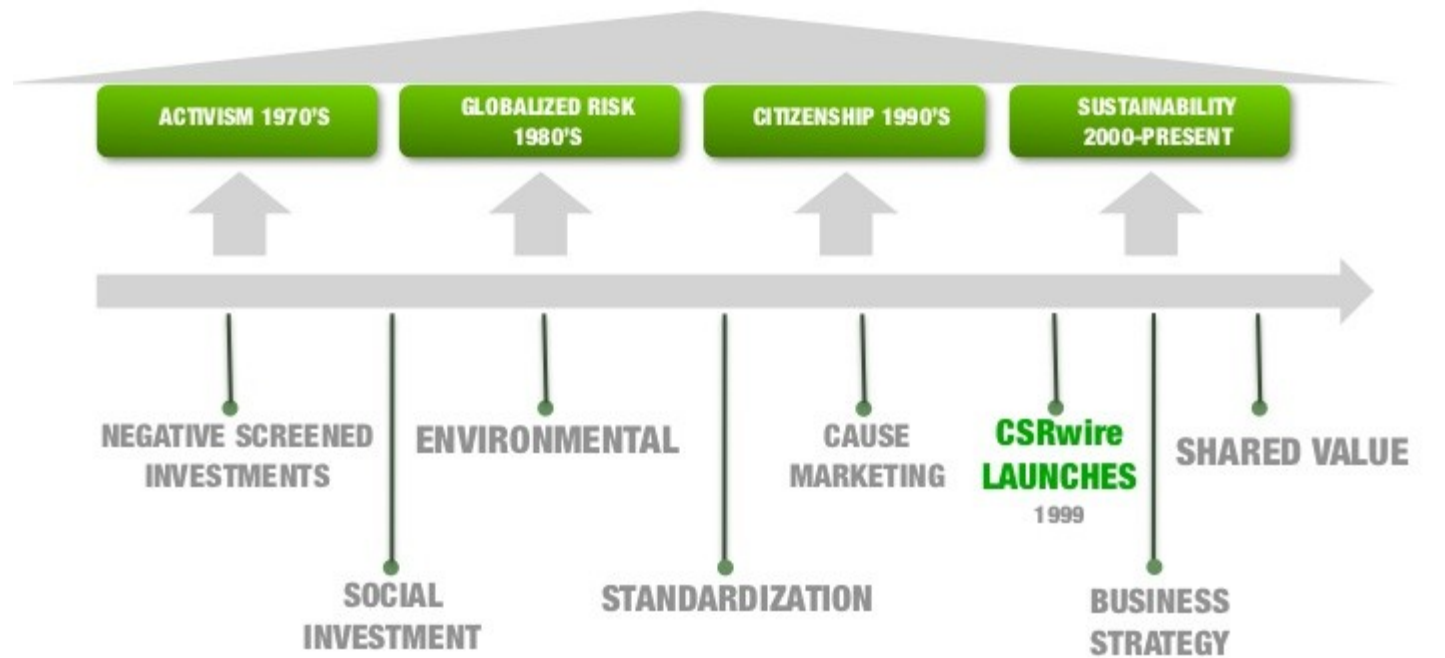 ACTIVISM 1970'S
GLOBALIZED RISK
1980'S
CITIZENSHIP 1990'S
SUSTAINABILITY
2000-PRESENT
NEGATIVE SCREENED
INVESTMENTS
SOCIAL
INVESTMENT
ENVIRONMENTAL
STANDARDIZATION
CAUSE
MARKETING
CSRwire
LAUNCHES
1999
BUSINESS
STRATEGY
SHARED VALUE